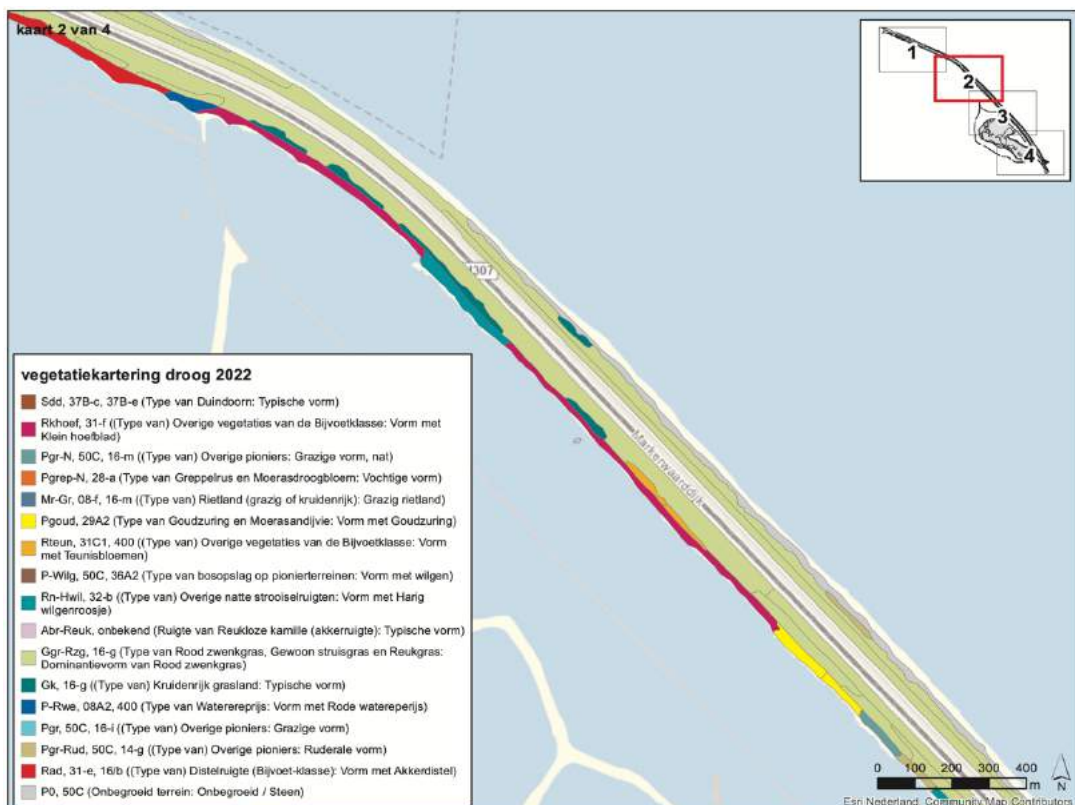 kaart 2 van 4
1
2
3
4
N307
Markerwaarddijk
vegetatiekartering droog 2022
Sdd, 37B-c, 37B-e (Type van Duindoorn: Typische vorm)
Rkhoef, 31-f ((Type van) Overige vegetaties van de Bijvoetklasse: Vorm met
Klein hoefblad)
Pgr-N, 50C, 16-m ((Type van) Overige pioniers: Grazige vorm, nat)
Pgrep-N, 28-a (Type van Greppelrus en Moerasdroogbloem: Vochtige vorm)
Mr-Gr, 08-f, 16-m ((Type van) Rietland (grazig of kruidenrijk): Grazig rietland)
Pgoud, 29A2 (Type van Goudzuring en Moerasandijvie: Vorm met Goudzuring)
Rteun, 31C1, 400 ((Type van) Overige vegetaties van de Bijvoetklasse: Vorm
met Teunisbloemen)
P-Wilg, 50C, 36A2 (Type van bosopslag op pionierterreinen: Vorm met wilgen)
Rn-Hwil, 32-b ((Type van) Overige natte strooiselruigten: Vorm met Harig
wilgenroosje)
Abr-Reuk, onbekend (Ruigte van Reukloze kamille (akkerruigte): Typische vorm)
Ggr-Rzg, 16-g (Type van Rood zwenkgras, Gewoon struisgras en Reukgras:
Dominantievorm van Rood zwenkgras)
Gk, 16-g ((Type van) Kruidenrijk grasland: Typische vorm)
P-Rwe, 08A2, 400 (Type van Waterereprijs: Vorm met Rode watereperijs)
Pgr, 50C, 16-i ((Type van) Overige pioniers: Grazige vorm)
Pgr-Rud, 50C, 14-g ((Type van) Overige pioniers: Ruderale vorm)
Rad, 31-e, 16/b ((Type van) Distelruigte (Bijvoet-klasse): Vorm met Akkerdistel)
P0, 50C (Onbegroeid terrein: Onbegroeid / Steen)
0 100 200 300 400
m
N
Esri Nederland, Community Map Contributors